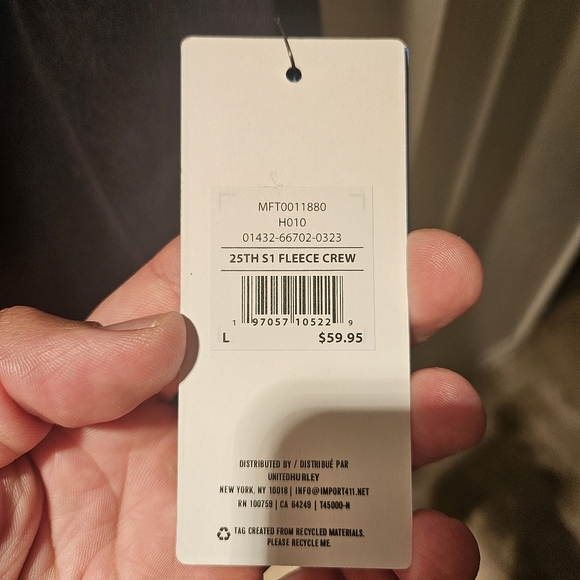 MFT0011880
H010
01432-66702-0323
25TH S1 FLEECE CREW
1 97057 10522 9
L $59.95
DISTRIBUTED BY / DISTRIBUÉ PAR
UNITEDHURLEY
NEW YORK, NY 10018 | INFO@IMPORT411.NET
RN 100759 | CA 64249 | T45000-N
TAG CREATED FROM RECYCLED MATERIALS.
PLEASE RECYCLE ME.